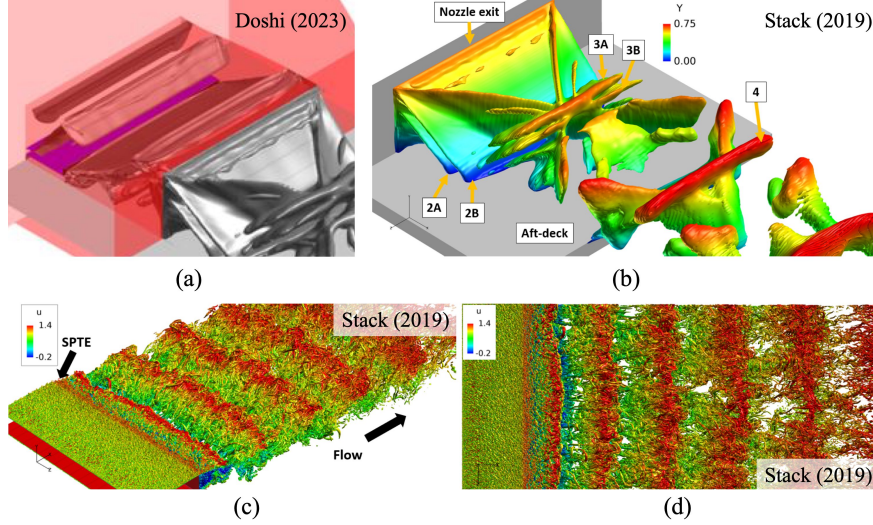 Doshi (2023)
(a)
Nozzle exit
Y
0.75
0.00
Stack (2019)
3A
3B
4
2A
2B
Aft-deck
(b)
u
1.4
-0.2
SPTE
Stack (2019)
Flow
(c)
u
1.4
-0.2
Stack (2019)
(d)